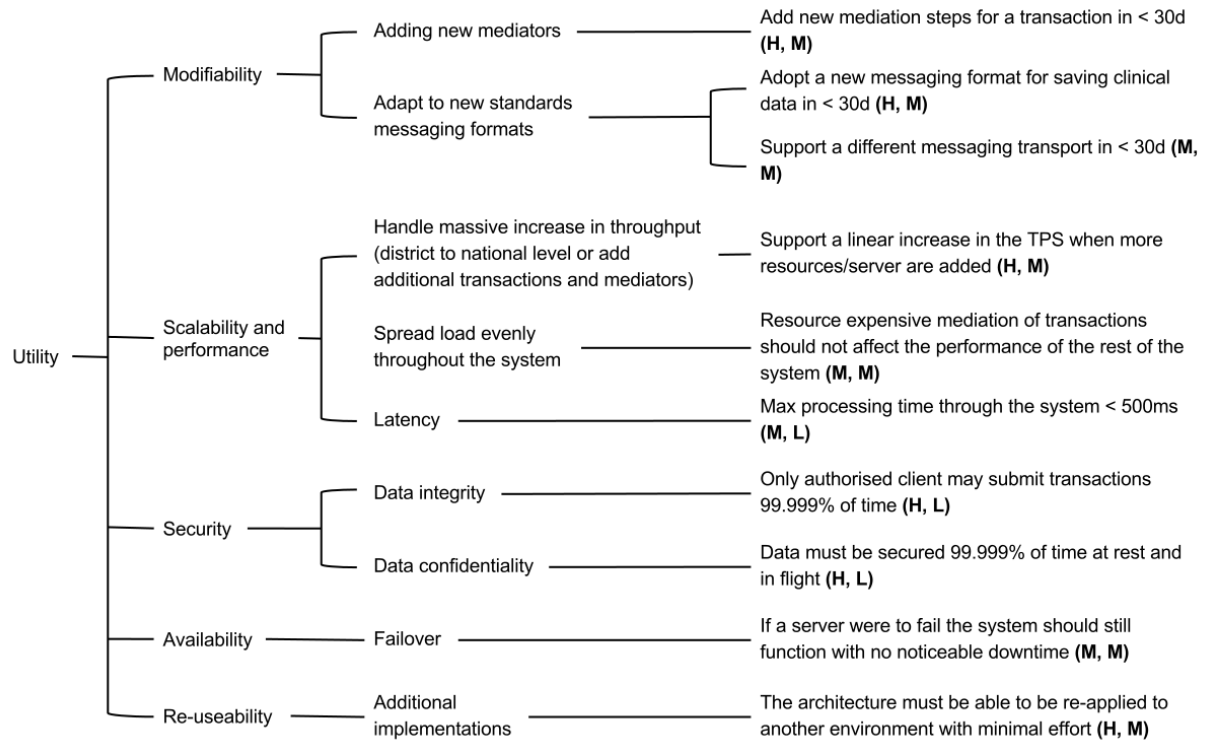 Utility
Modifiability
Adding new mediators
Add new mediation steps for a transaction in < 30d
(H, M)
Adapt to new standards
messaging formats
Adopt a new messaging format for saving clinical
data in < 30d (H, M)
Support a different messaging transport in < 30d (M,
M)
Scalability and
performance
Handle massive increase in throughput
(district to national level or add
additional transactions and mediators)
Support a linear increase in the TPS when more
resources/server are added (H, M)
Spread load evenly
throughout the system
Resource expensive mediation of transactions
should not affect the performance of the rest of the
system (M, M)
Latency
Max processing time through the system < 500ms
(M, L)
Security
Data integrity
Only authorised client may submit transactions
99.999% of time (H, L)
Data confidentiality
Data must be secured 99.999% of time at rest and
in flight (H, L)
Availability
Failover
If a server were to fail the system should still
function with no noticeable downtime (M, M)
Re-useability
Additional
implementations
The architecture must be able to be re-applied to
another environment with minimal effort (H, M)